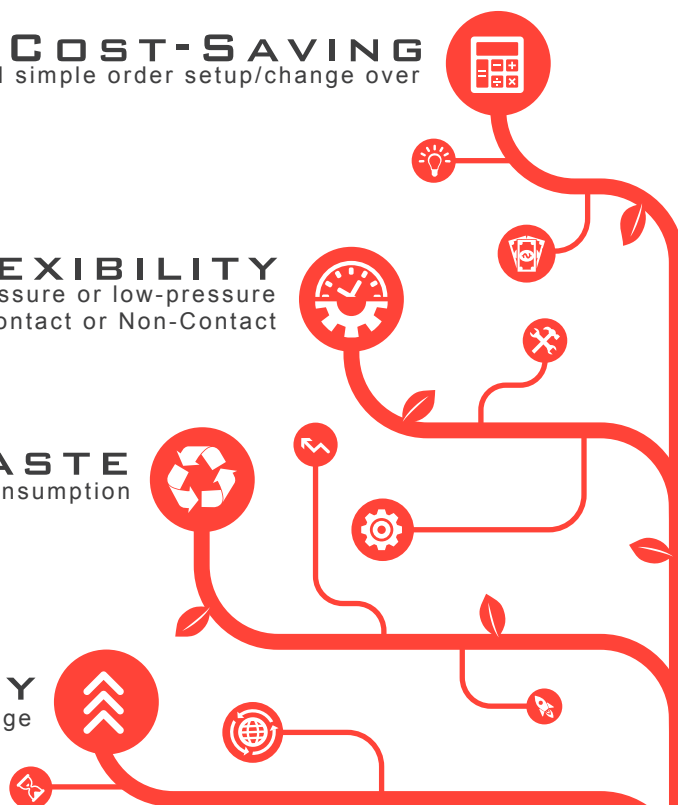 COST-SAVING
simple order setup/change over
EXIBILITY
ssure or low-pressure
ontact or Non-Contact
ASTE
nsumption
Y
ge